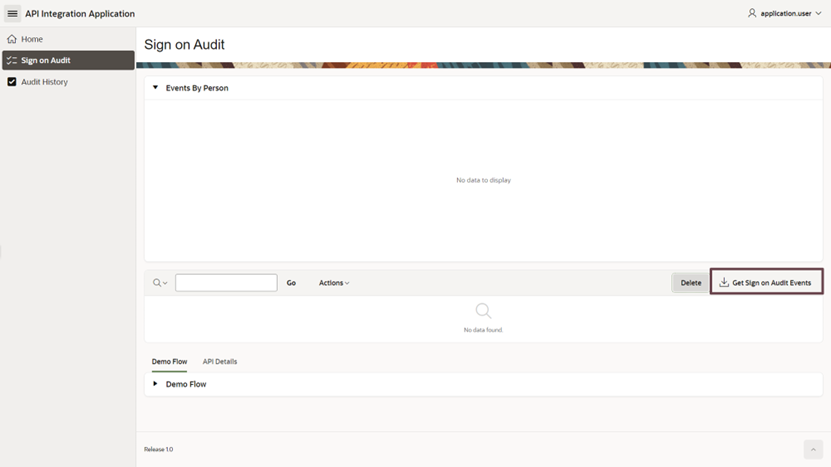 API Integration Application
application.user
Home
Sign on Audit
Audit History
Sign on Audit
Events By Person
No data to display
Go
Actions
Delete
Get Sign on Audit Events
No data found.
Demo Flow
API Details
Demo Flow
Release 1.0